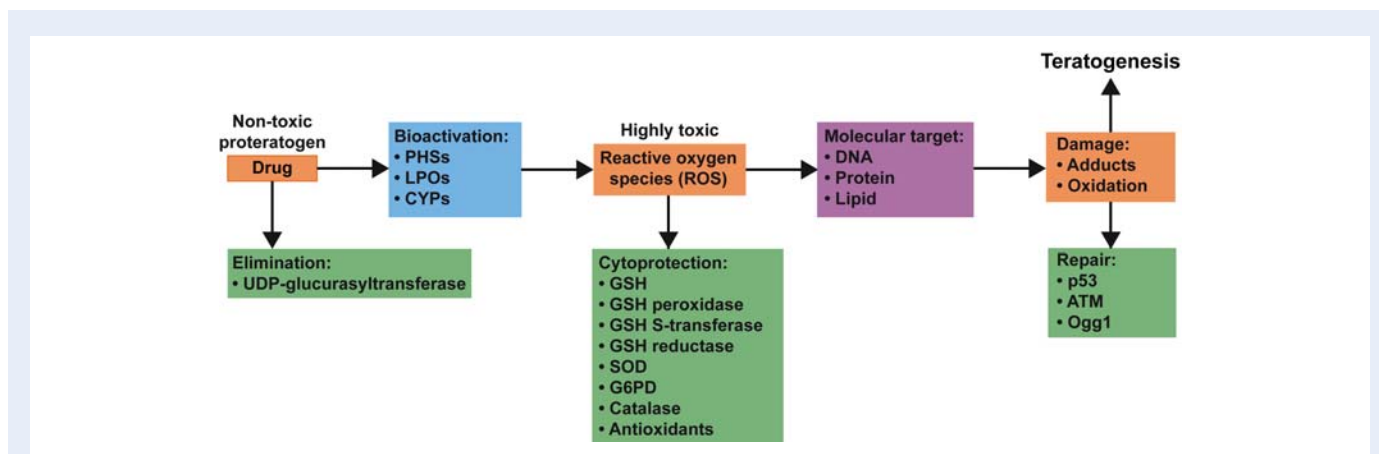 Teratogenesis
Non-toxic
proteratogen
Drug
Bioactivation:
• PHSs
• LPOs
• CYPs
Highly toxic
Reactive oxygen
species (ROS)
Molecular target:
• DNA
• Protein
• Lipid
Damage:
• Adducts
• Oxidation
Elimination:
• UDP-glucurasyltransferase
Cytoprotection:
• GSH
• GSH peroxidase
• GSH S-transferase
• GSH reductase
• SOD
• G6PD
• Catalase
• Antioxidants
Repair:
• p53
• ATM
• Ogg1